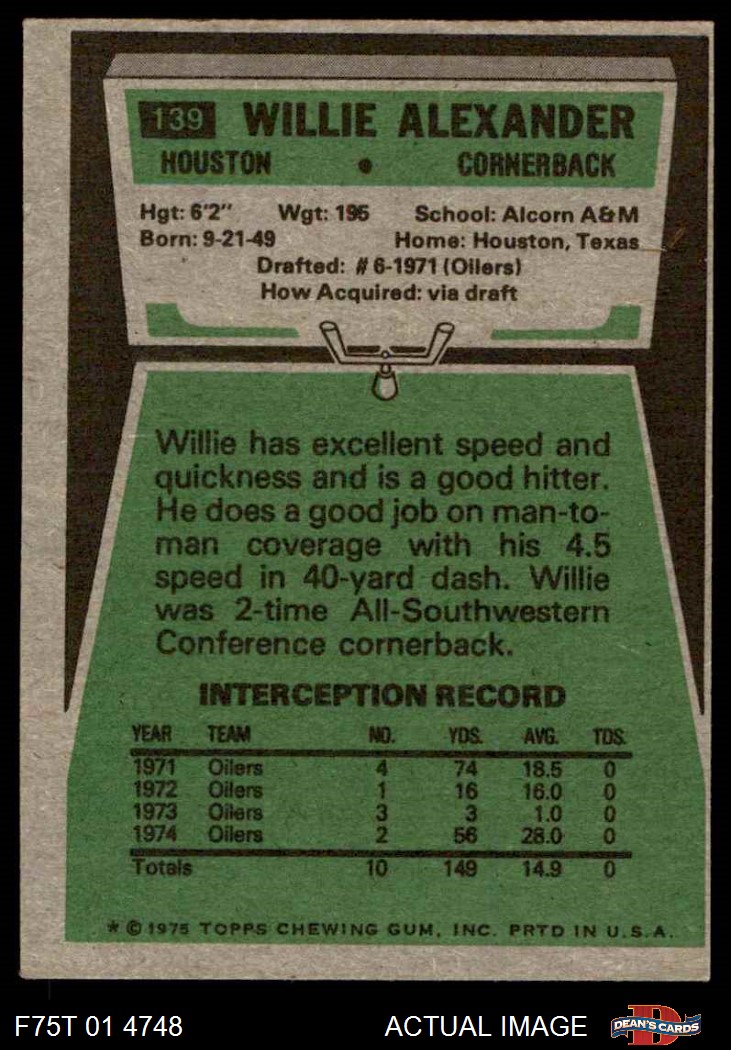 139 WILLIE ALEXANDER
HOUSTON • CORNERBACK
Hgt: 6'2" Wgt: 195 School: Alcorn A&M
Born: 9-21-49 Home: Houston, Texas
Drafted: #6-1971 (Oilers)
How Acquired: via draft
Willie has excellent speed and
quickness and is a good hitter.
He does a good job on man-to-
man coverage with his 4.5
speed in 40-yard dash. Willie
was 2-time All-Southwestern
Conference cornerback.
INTERCEPTION RECORD
YEAR TEAM NO. YDS. AVG. TDS.
1971 Oilers 4 74 18.5 0
1972 Oilers 1 16 16.0 0
1973 Oilers 3 3 1.0 0
1974 Oilers 2 56 28.0 0
Totals 10 149 14.9 0
* © 1975 TOPPS CHEWING GUM, INC. PRTD IN U.S.A.
F75T 01 4748 ACTUAL IMAGE D DEAN'S CARDS